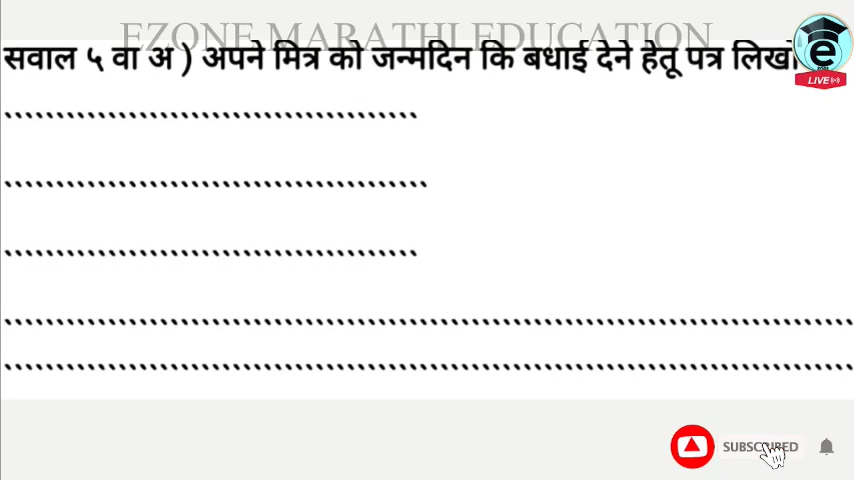 EZONE MARATHI EDUCATION
सवाल ५ वा अ ) अपने मित्र को जन्मदिन कि बधाई देने हेतू पत्र लिखो
e
LIVE
SUBSCRIBED